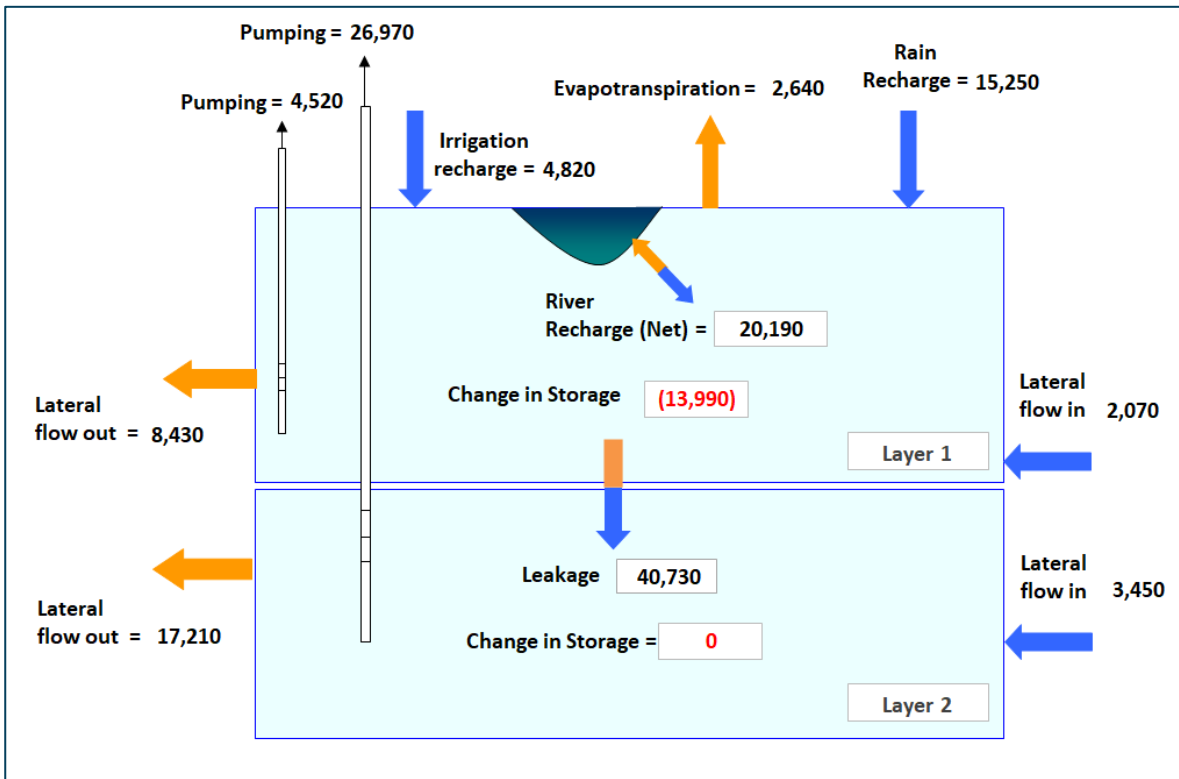 Pumping = 26,970
Pumping = 4,520
Evapotranspiration = 2,640
Rain
Recharge = 15,250
Irrigation
recharge = 4,820
River
Recharge (Net) = 20,190
Change in Storage (13,990)
Lateral
flow out = 8,430
Lateral
flow in 2,070
Layer 1
Leakage 40,730
Lateral
flow in 3,450
Lateral
flow out = 17,210
Change in Storage = 0
Layer 2